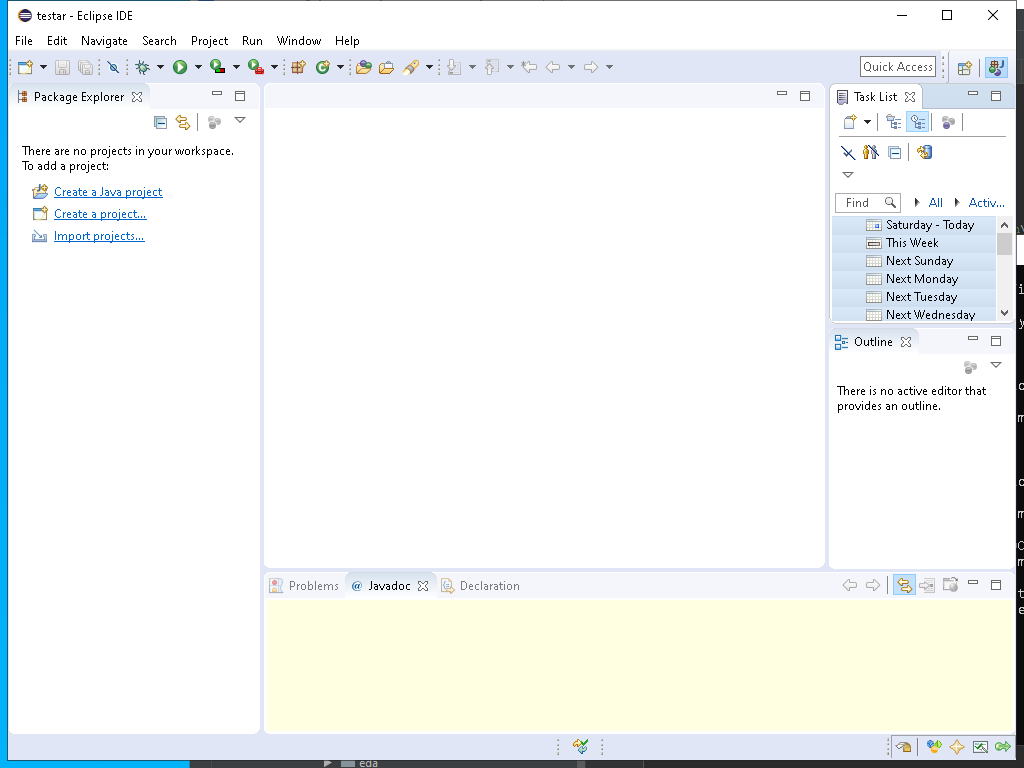 testar - Eclipse IDE
File Edit Navigate Search Project Run Window Help
Quick Access
Package Explorer
There are no projects in your workspace.
To add a project:
Create a Java project
Create a project...
Import projects...
Task List
Find All Activ...
Saturday - Today
This Week
Next Sunday
Next Monday
Next Tuesday
Next Wednesday
Outline
There is no active editor that
provides an outline.
Problems @ Javadoc Declaration
eda